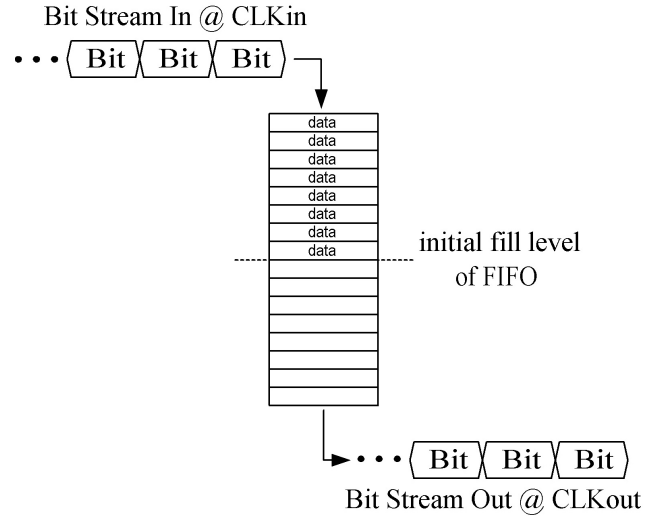 Bit Stream In @ CLKin
••• Bit Bit Bit
data
data
data
data
data
data
data
data
initial fill level
of FIFO
••• Bit Bit Bit
Bit Stream Out @ CLKout